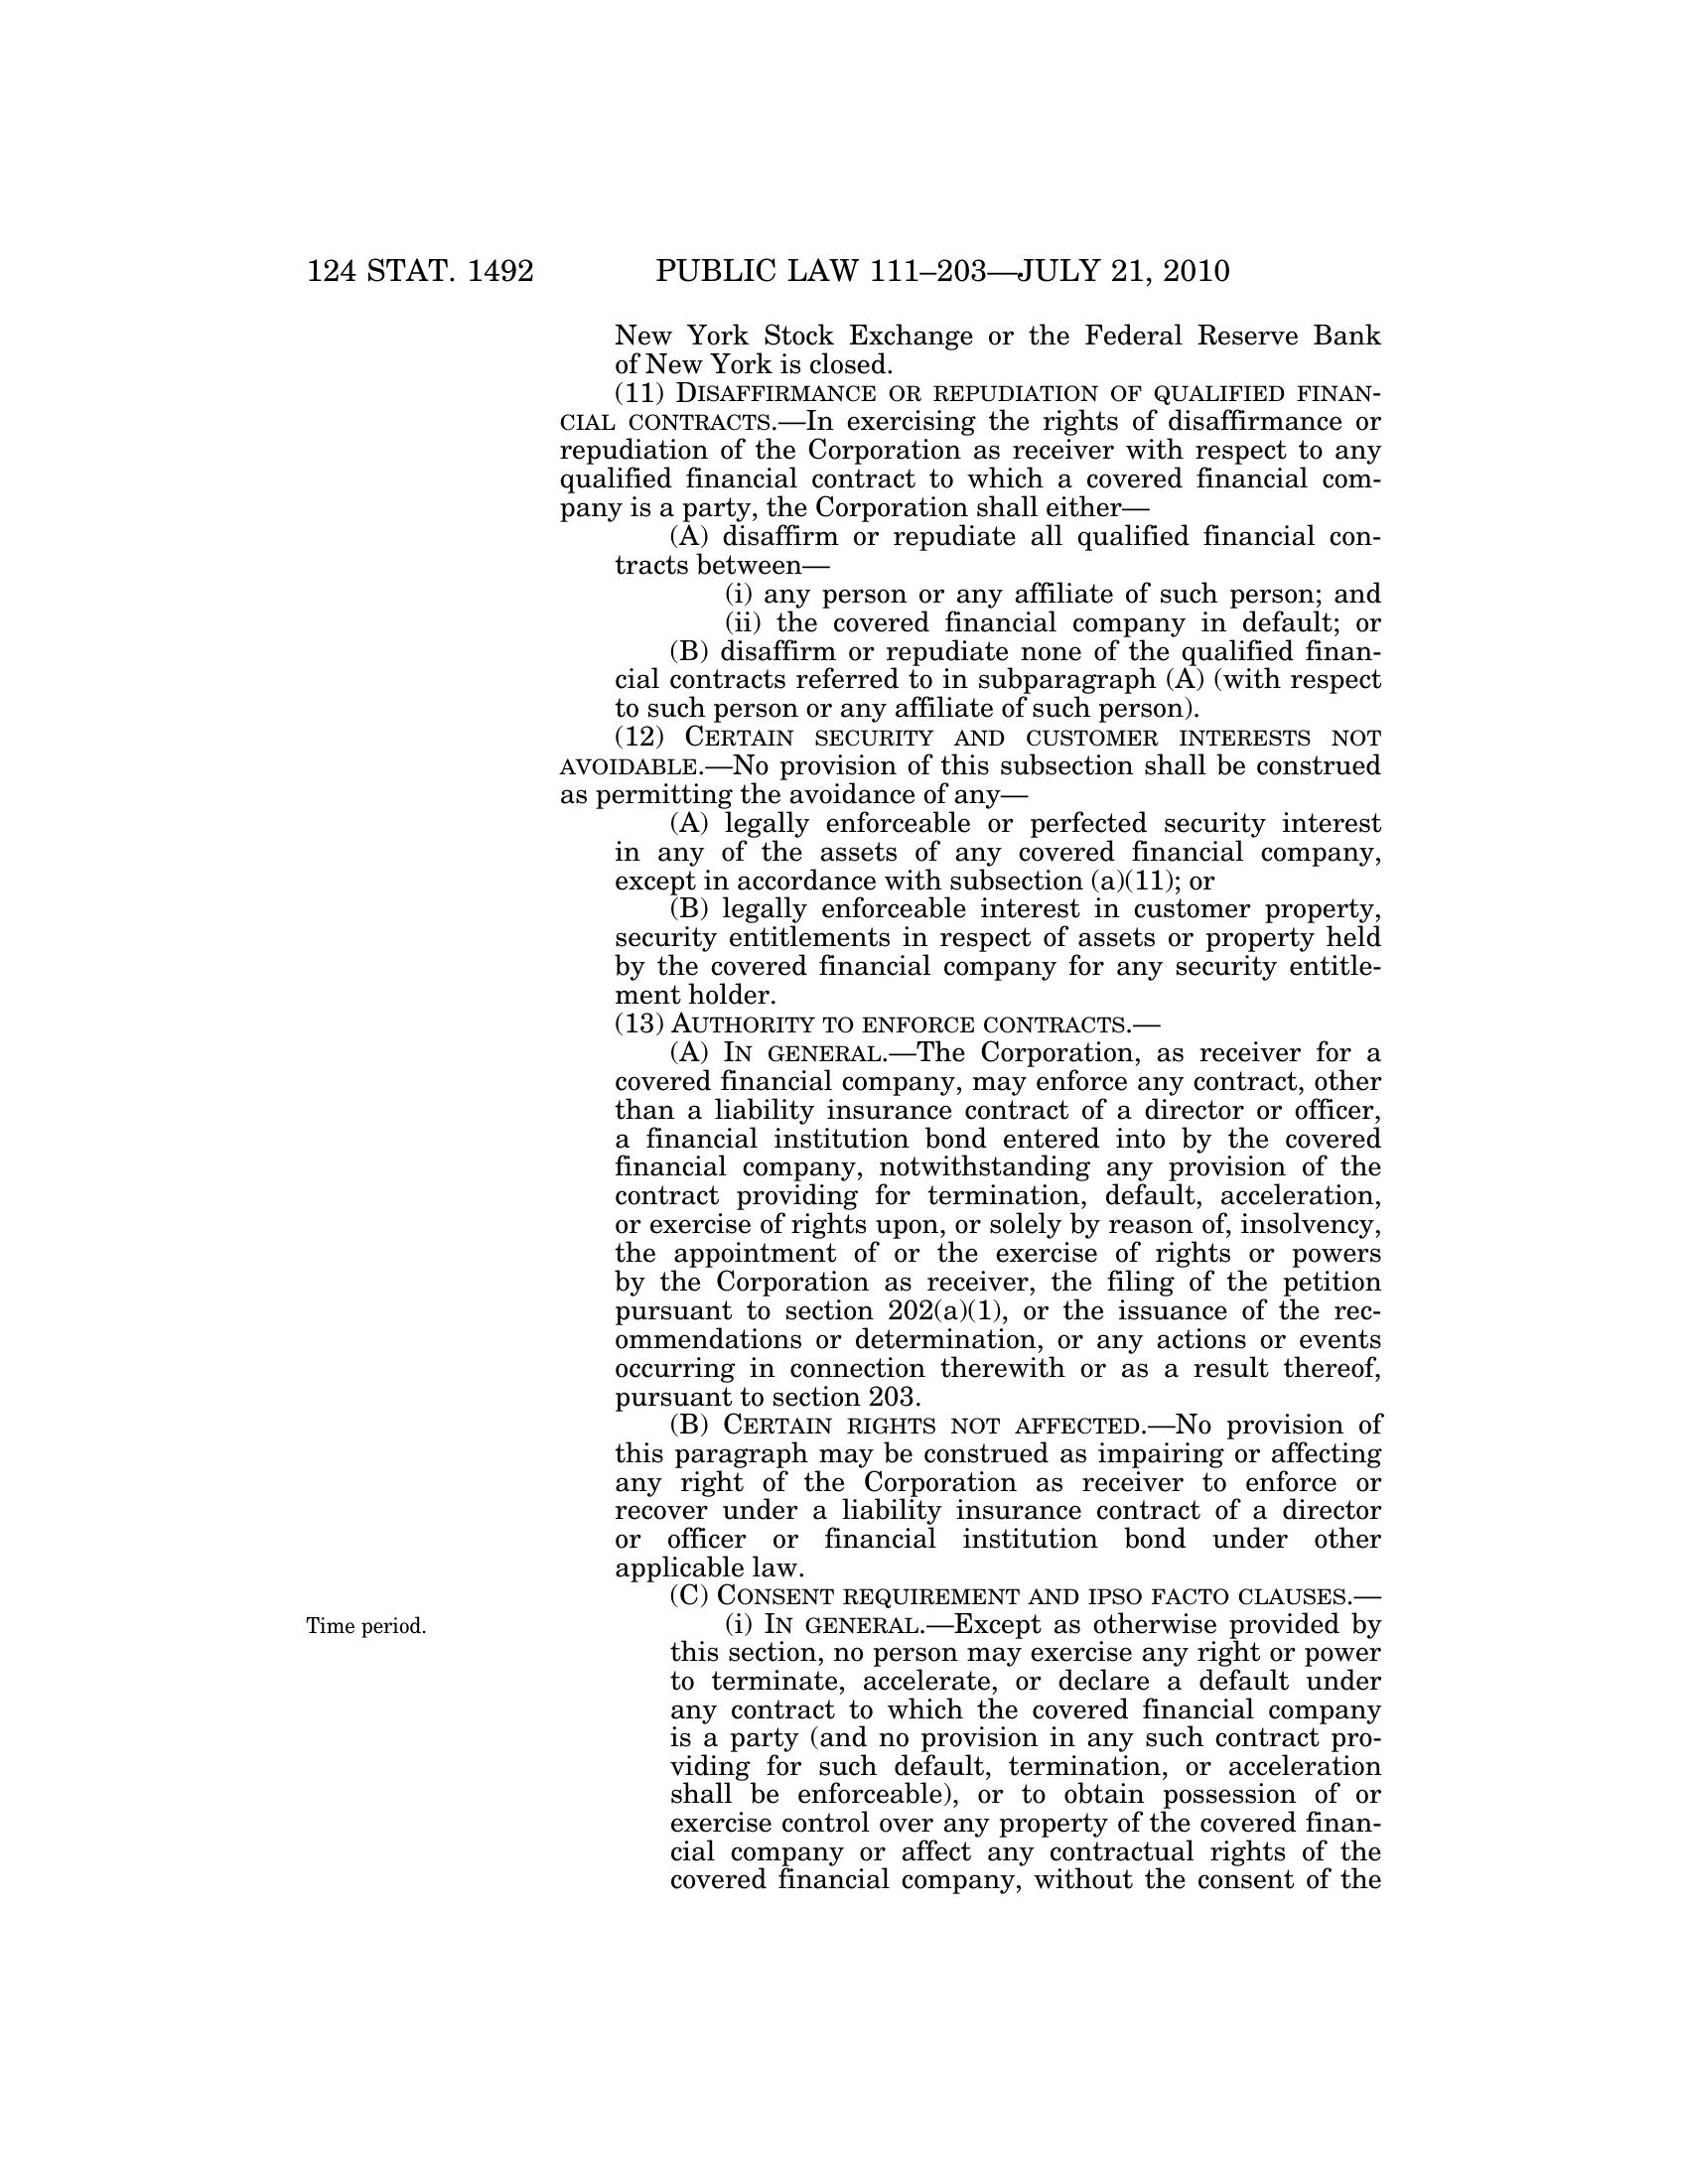 124 STAT. 1492 PUBLIC LAW 111–203—JULY 21, 2010
New York Stock Exchange or the Federal Reserve Bank
of New York is closed.
(11) DISAFFIRMANCE OR REPUDIATION OF QUALIFIED FINAN-
CIAL CONTRACTS.—In exercising the rights of disaffirmance or
repudiation of the Corporation as receiver with respect to any
qualified financial contract to which a covered financial com-
pany is a party, the Corporation shall either—
(A) disaffirm or repudiate all qualified financial con-
tracts between—
(i) any person or any affiliate of such person; and
(ii) the covered financial company in default; or
(B) disaffirm or repudiate none of the qualified finan-
cial contracts referred to in subparagraph (A) (with respect
to such person or any affiliate of such person).
(12) CERTAIN SECURITY AND CUSTOMER INTERESTS NOT
AVOIDABLE.—No provision of this subsection shall be construed
as permitting the avoidance of any—
(A) legally enforceable or perfected security interest
in any of the assets of any covered financial company,
except in accordance with subsection (a)(11); or
(B) legally enforceable interest in customer property,
security entitlements in respect of assets or property held
by the covered financial company for any security entitle-
ment holder.
(13) AUTHORITY TO ENFORCE CONTRACTS.—
(A) IN GENERAL.—The Corporation, as receiver for a
covered financial company, may enforce any contract, other
than a liability insurance contract of a director or officer,
a financial institution bond entered into by the covered
financial company, notwithstanding any provision of the
contract providing for termination, default, acceleration,
or exercise of rights upon, or solely by reason of, insolvency,
the appointment of or the exercise of rights or powers
by the Corporation as receiver, the filing of the petition
pursuant to section 202(a)(1), or the issuance of the rec-
ommendations or determination, or any actions or events
occurring in connection therewith or as a result thereof,
pursuant to section 203.
(B) CERTAIN RIGHTS NOT AFFECTED.—No provision of
this paragraph may be construed as impairing or affecting
any right of the Corporation as receiver to enforce or
recover under a liability insurance contract of a director
or officer or financial institution bond under other
applicable law.
(C) CONSENT REQUIREMENT AND IPSO FACTO CLAUSES.—
Time period. (i) IN GENERAL.—Except as otherwise provided by
this section, no person may exercise any right or power
to terminate, accelerate, or declare a default under
any contract to which the covered financial company
is a party (and no provision in any such contract pro-
viding for such default, termination, or acceleration
shall be enforceable), or to obtain possession of or
exercise control over any property of the covered finan-
cial company or affect any contractual rights of the
covered financial company, without the consent of the